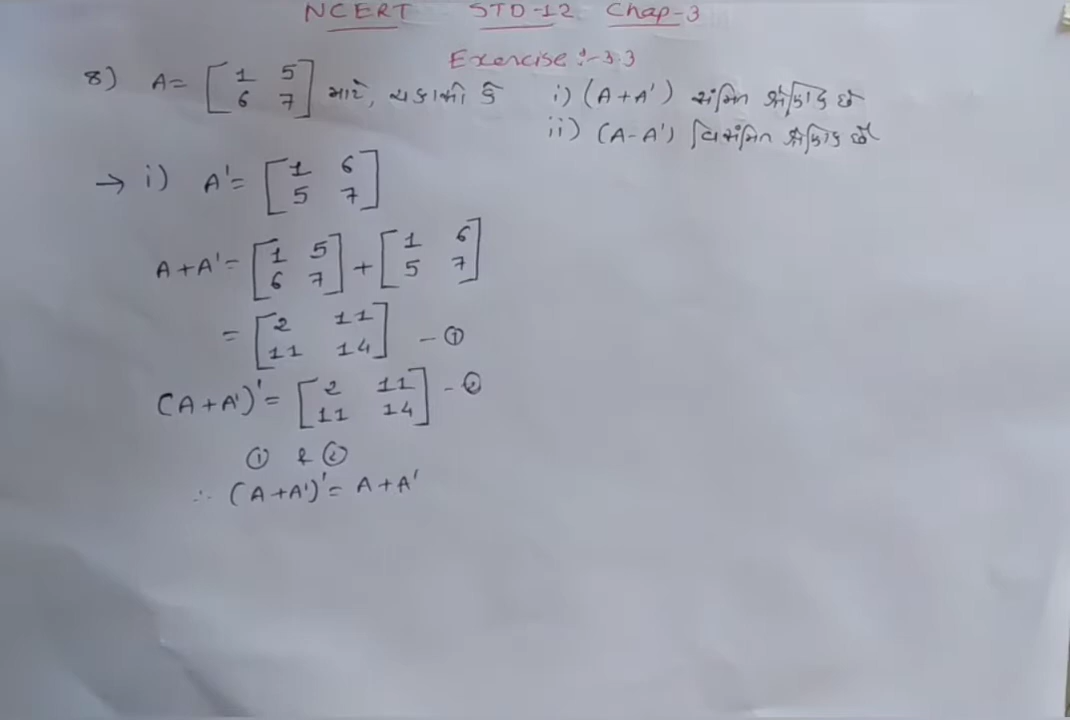 NCERT STD-12 Chap-3
Exercise :- 3.3
8) A = [1 5
6 7] માટે, ચકાસો કે i) (A+A') સંમિત શ્રેણિક છે
ii) (A-A') વિસંમિત શ્રેણિક છે
→ i) A' = [1 6
5 7]
A+A' = [1 5
6 7] + [1 6
5 7]
= [2 11
11 14] - ①
(A+A')' = [2 11
11 14] - ②
① & ②
∴ (A+A')' = A+A'